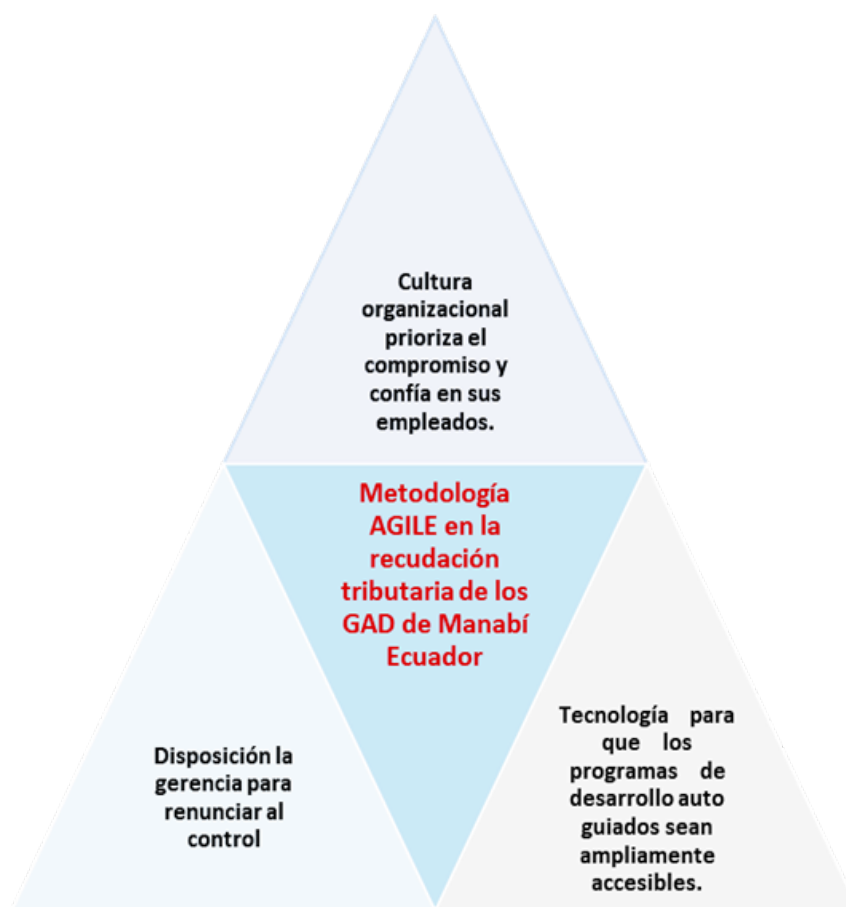 Cultura
organizacional
prioriza el
compromiso y
confía en sus
empleados.
Metodología
AGILE en la
recudación
tributaria de los
GAD de Manabí
Ecuador
Disposición la
gerencia para
renunciar al
control
Tecnología para
que los
programas de
desarrollo auto
guiados sean
ampliamente
accesibles.